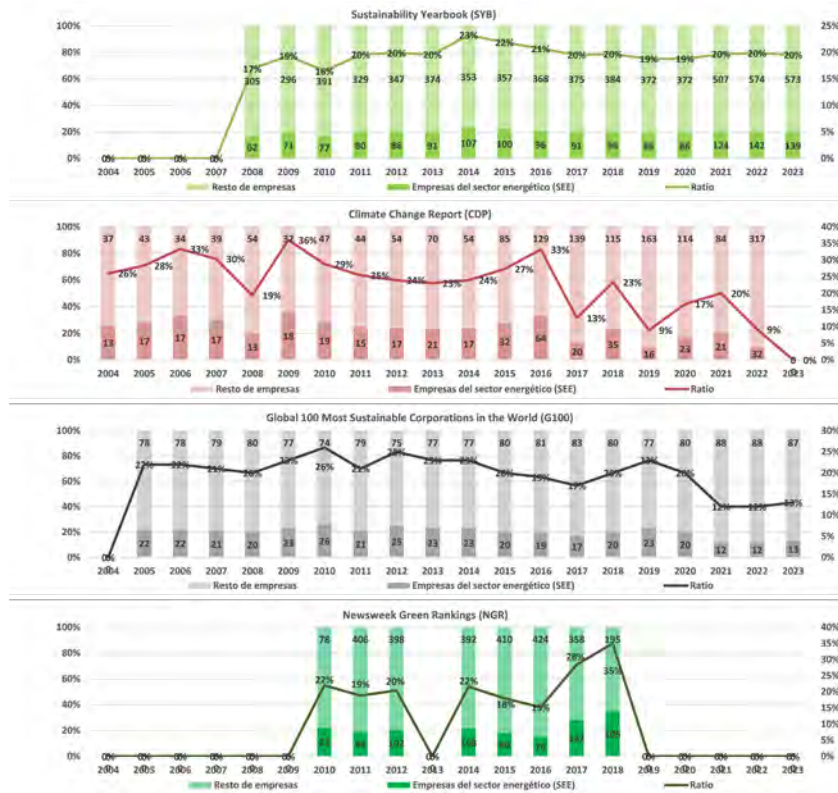 Sustainability Yearbook (SYB)
100% 25%
80% 20%
60% 15%
40% 10%
20% 5%
0% 0%
17% 19% 16% 20% 20% 20% 23% 22% 21% 20% 20% 19% 19% 20% 20% 20%
305 296 391 329 347 374 353 357 368 375 384 372 372 507 574 573
62 71 77 80 86 91 107 100 96 91 96 86 86 124 142 139
0% 0% 0% 0%
2004 2005 2006 2007 2008 2009 2010 2011 2012 2013 2014 2015 2016 2017 2018 2019 2020 2021 2022 2023
Resto de empresas Empresas del sector energético (SEE) Ratio
Climate Change Report (CDP)
100% 40%
80% 35%
60% 30%
40% 25%
20% 20%
0% 15%
10%
5%
0%
37 43 34 39 54 32 47 44 54 70 54 85 129 139 115 163 114 84 317
26% 28% 33% 30% 19% 36% 29% 25% 24% 23% 24% 27% 33% 13% 23% 9% 17% 20% 9% 0%
13 17 17 17 13 18 19 15 17 21 17 32 64 20 35 16 23 21 32 0
2004 2005 2006 2007 2008 2009 2010 2011 2012 2013 2014 2015 2016 2017 2018 2019 2020 2021 2022 2023
Resto de empresas Empresas del sector energético (SEE) Ratio
Global 100 Most Sustainable Corporations in the World (G100)
100% 30%
80% 25%
60% 20%
40% 15%
20% 10%
0% 5%
0%
78 78 79 80 77 74 79 75 77 77 80 81 83 80 77 80 88 88 87
0% 22% 22% 21% 20% 23% 26% 21% 25% 23% 23% 20% 19% 17% 20% 23% 20% 12% 12% 13%
0 22 22 21 20 23 26 21 25 23 23 20 19 17 20 23 20 12 12 13
2004 2005 2006 2007 2008 2009 2010 2011 2012 2013 2014 2015 2016 2017 2018 2019 2020 2021 2022 2023
Resto de empresas Empresas del sector energético (SEE) Ratio
Newsweek Green Rankings (NGR)
100% 40%
80% 35%
60% 30%
40% 25%
20% 20%
0% 15%
10%
5%
0%
78 406 398 392 410 424 358 195
22% 19% 20% 22% 18% 15% 28% 35%
102 105
0% 0% 0% 0% 0% 0% 0% 0% 0% 0% 0% 0%
0 0 0 0 0 0 0 0 0 0 0 0
2004 2005 2006 2007 2008 2009 2010 2011 2012 2013 2014 2015 2016 2017 2018 2019 2020 2021 2022 2023
Resto de empresas Empresas del sector energético (SEE) Ratio